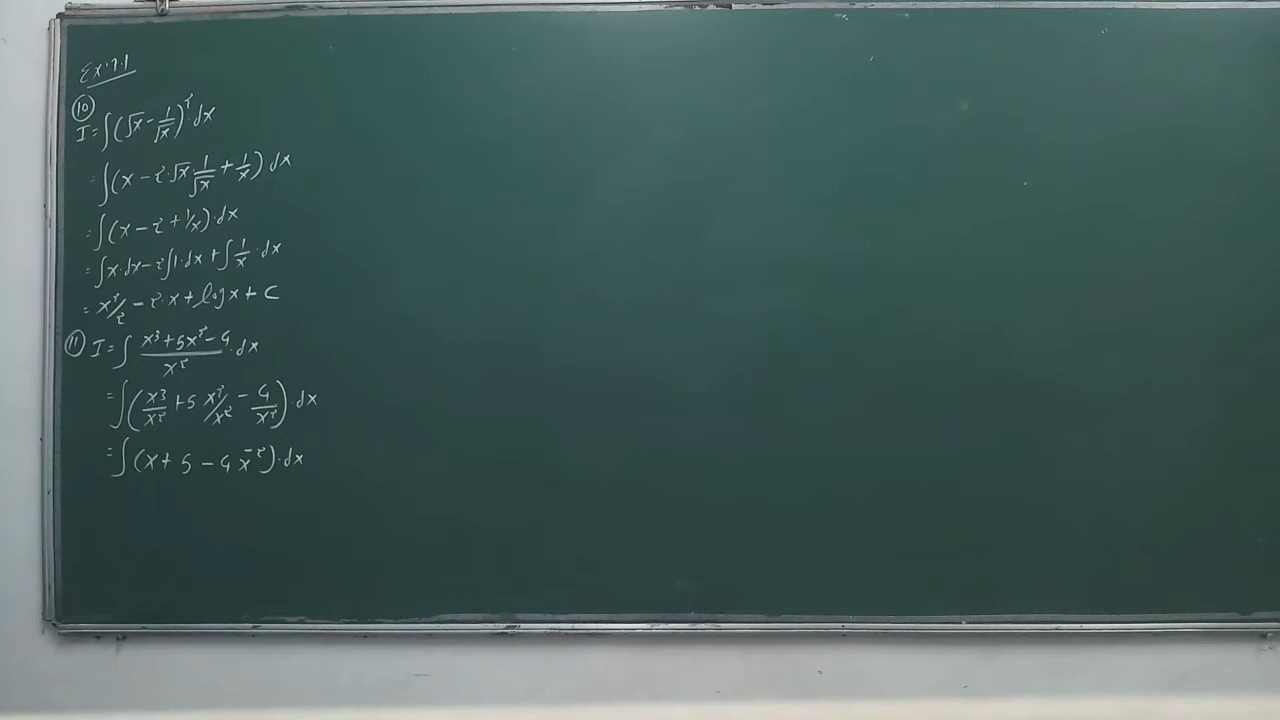 Ex.7.1
⑩
I = ∫(√x - 1/√x)² dx
= ∫(x - 2·√x 1/√x + 1/x) dx
= ∫(x - 2 + 1/x)·dx
= ∫x·dx - 2∫1·dx + ∫1/x·dx
= x²/2 - 2·x + log x + C
⑪ I = ∫ (x³ + 5x² - 4)/x² ·dx
= ∫(x³/x² + 5 x²/x² - 4/x²)·dx
= ∫(x + 5 - 4x⁻²)·dx